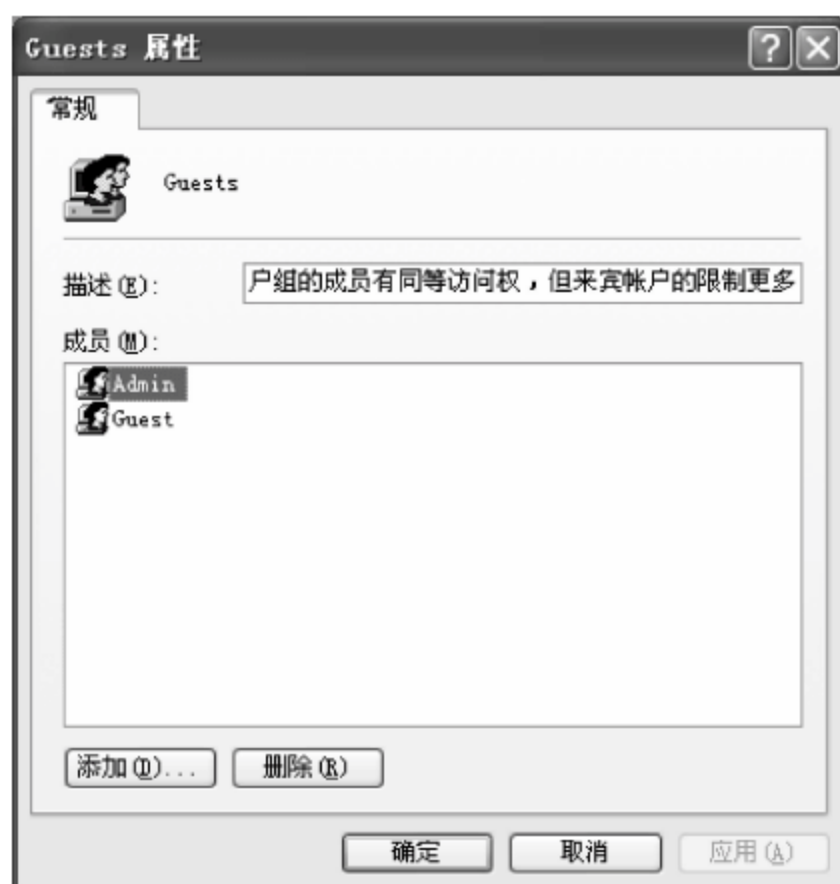 Guests 属性
常规
Guests
描述(E): 户组的成员有同等访问权，但来宾帐户的限制更多
成员(M):
Admin
Guest
添加(D)... 删除(R)
确定 取消 应用(A)